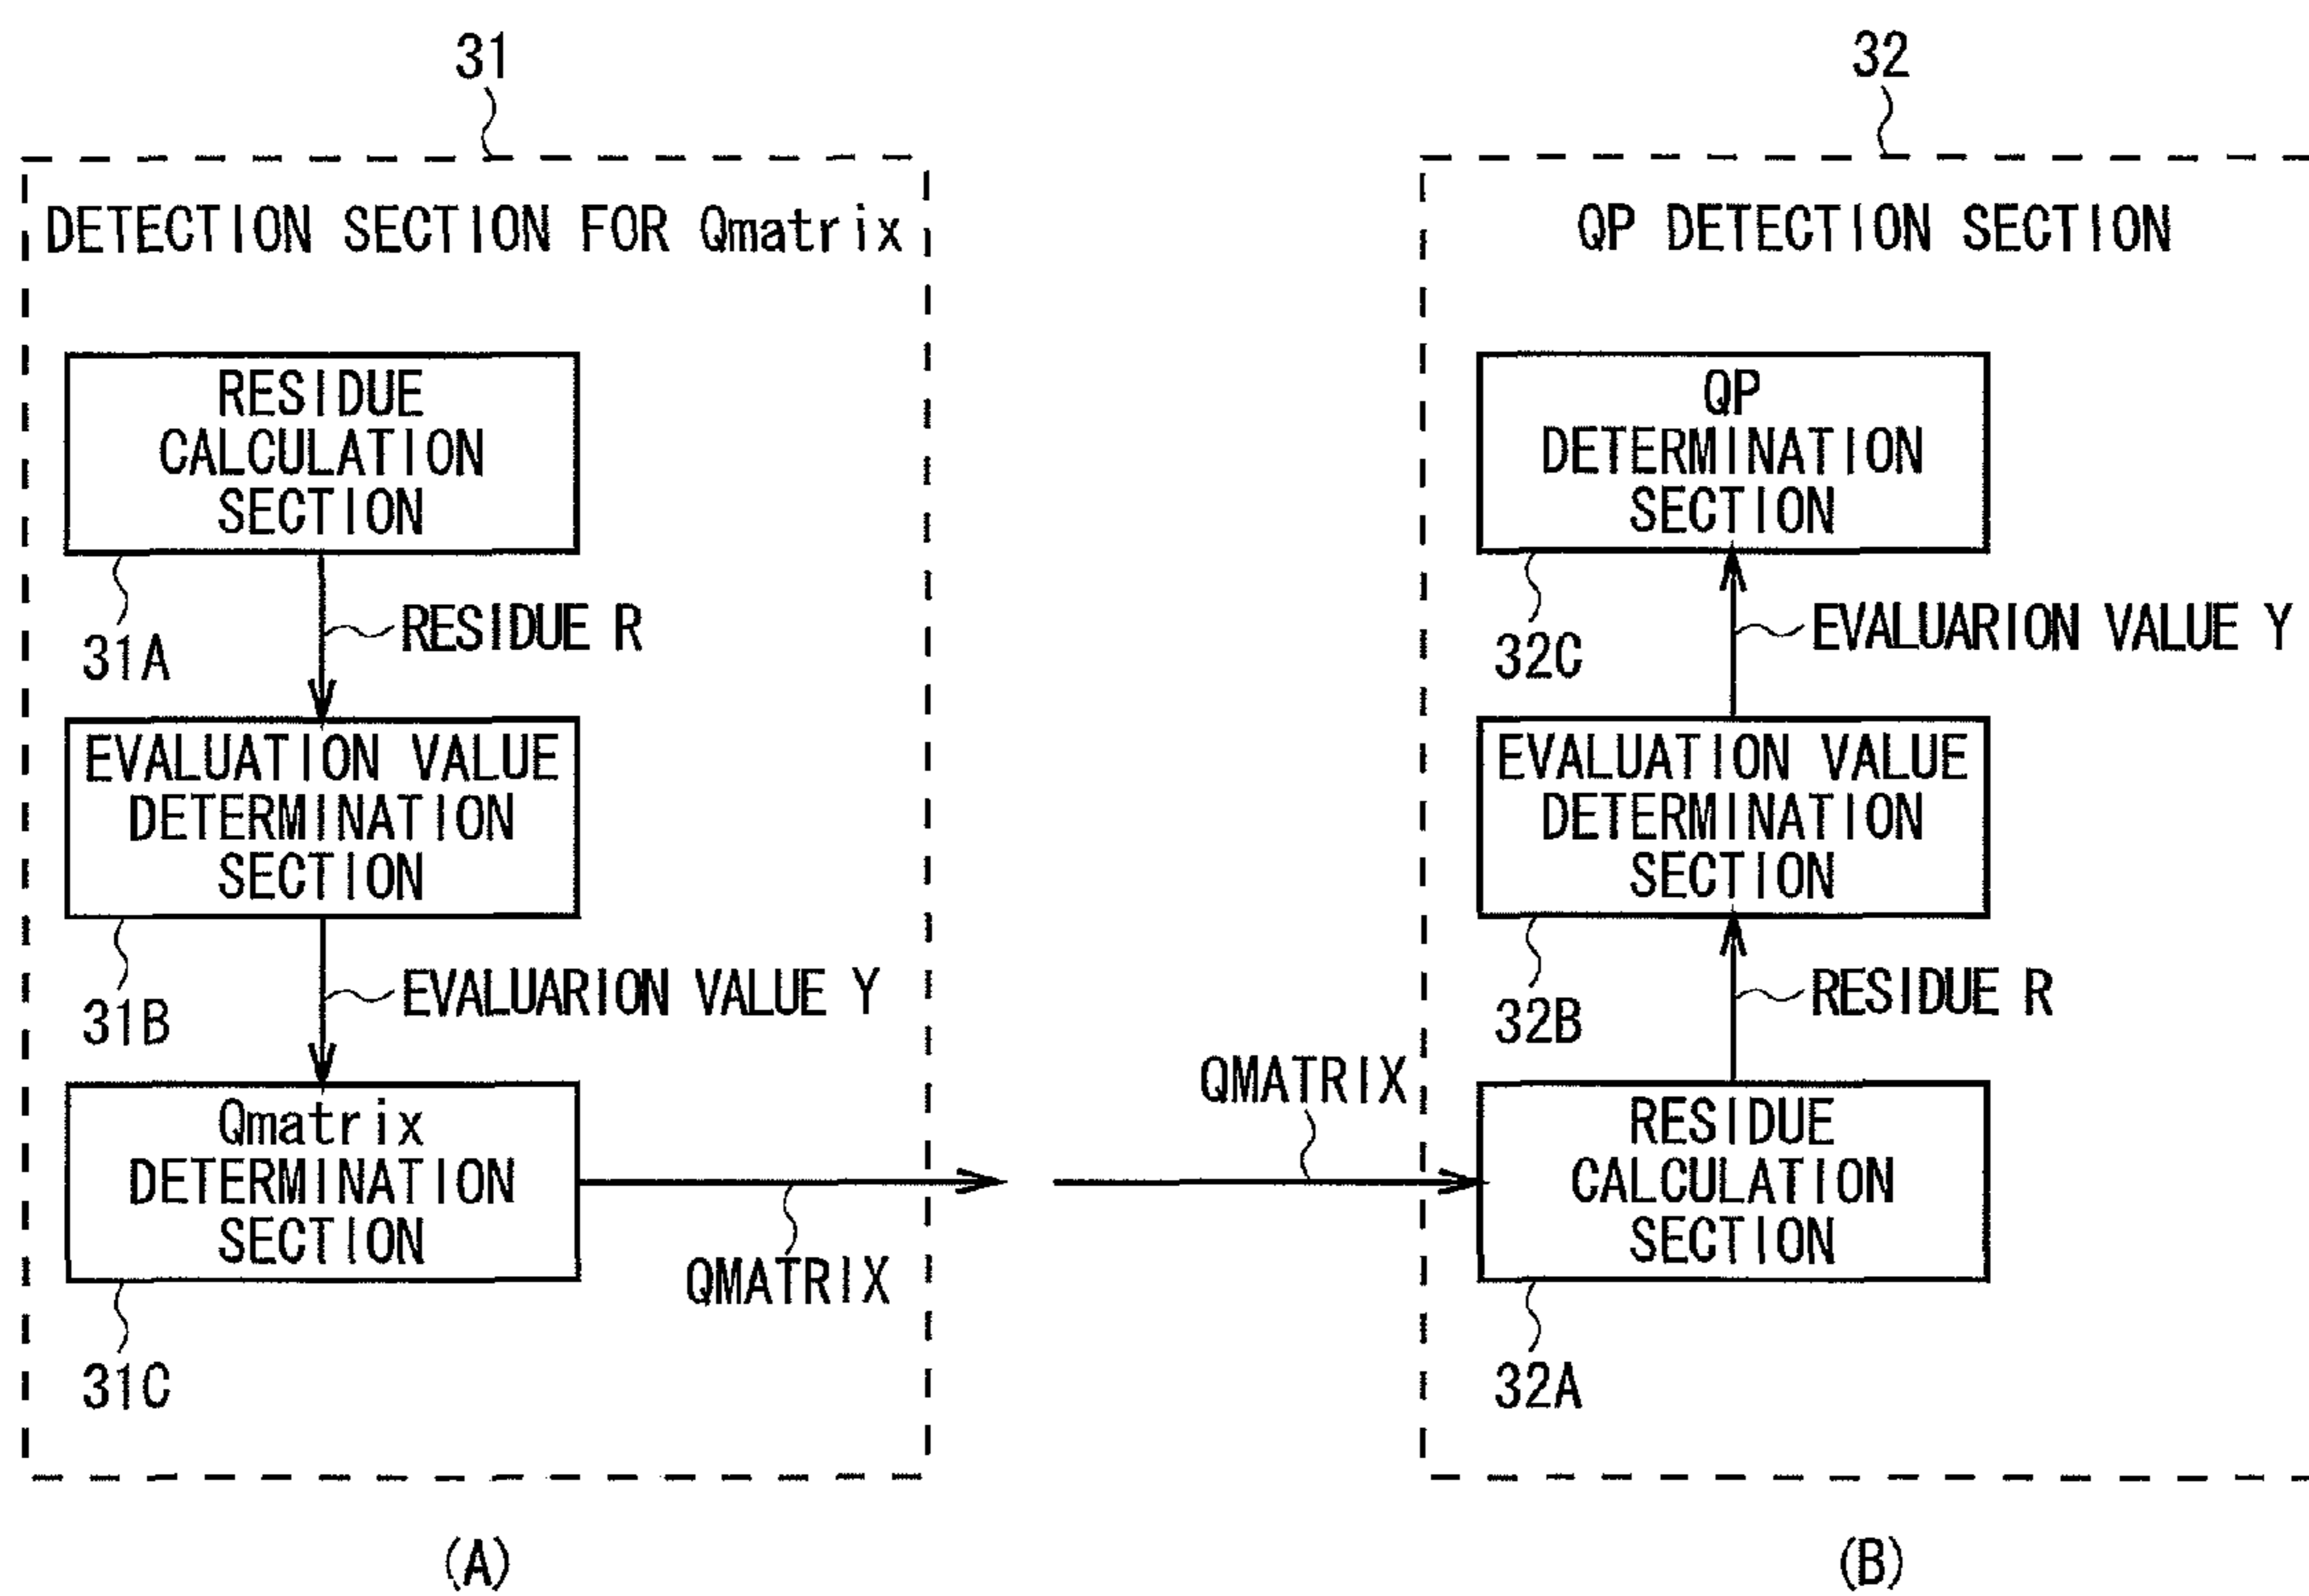 31
DETECTION SECTION FOR Qmatrix
RESIDUE
CALCULATION
SECTION
31A
RESIDUE R
EVALUATION VALUE
DETERMINATION
SECTION
31B
EVALUARION VALUE Y
Qmatrix
DETERMINATION
SECTION
31C
QMATRIX
(A)
32
QP DETECTION SECTION
QP
DETERMINATION
SECTION
32C
EVALUARION VALUE Y
EVALUATION VALUE
DETERMINATION
SECTION
32B
RESIDUE R
QMATRIX
RESIDUE
CALCULATION
SECTION
32A
(B)